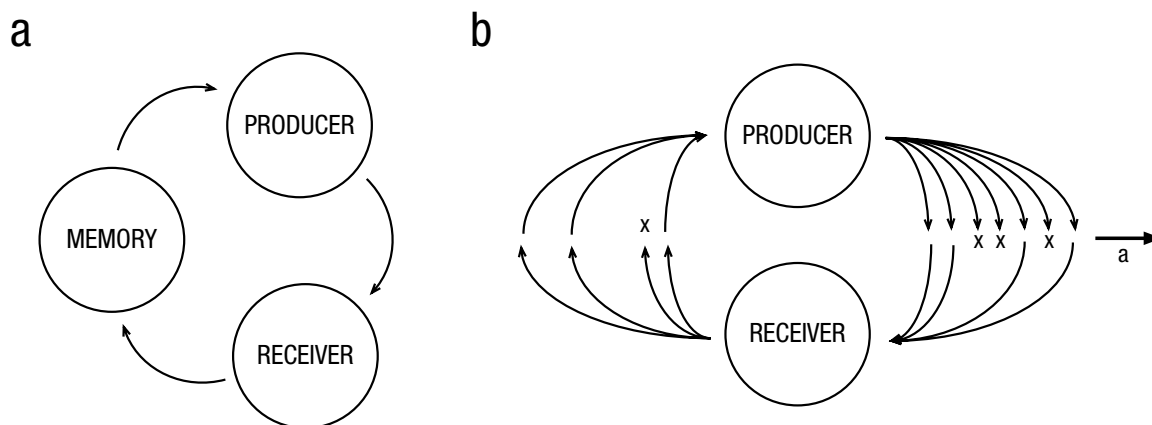 a
PRODUCER
MEMORY
RECEIVER
b
PRODUCER
x
x x
x
a
RECEIVER